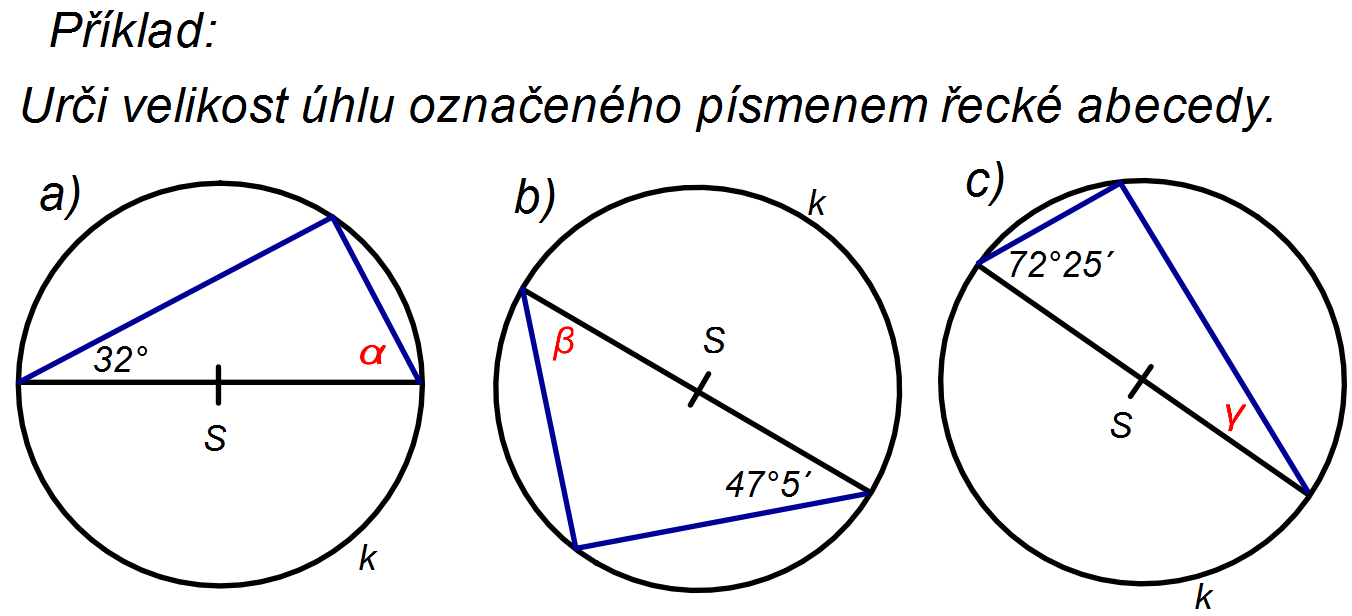 Příklad:
Urči velikost úhlu označeného písmenem řecké abecedy.
a)
32°
α
S
k
b)
k
β
S
47°5´
c)
72°25´
S
γ
k